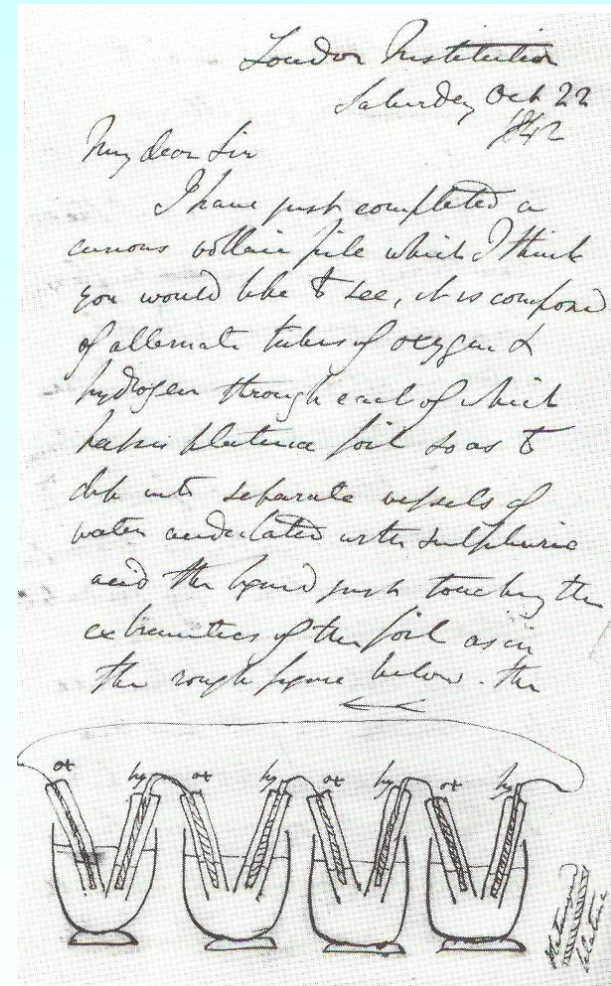 London Institution
Saturday Oct 22
1842
My dear Sir
I have just completed a
curious voltaic pile which I think
you would like to see, it is composed
of alternate tubes of oxygen &
hydrogen through each of which
platina foil so as to
dip into separate vessels of
water acidulated with sulphuric
acid the liquid just touching the
extremities of the foil as in
the rough figure below. the
ox hy ox hy ox hy ox hy
platina